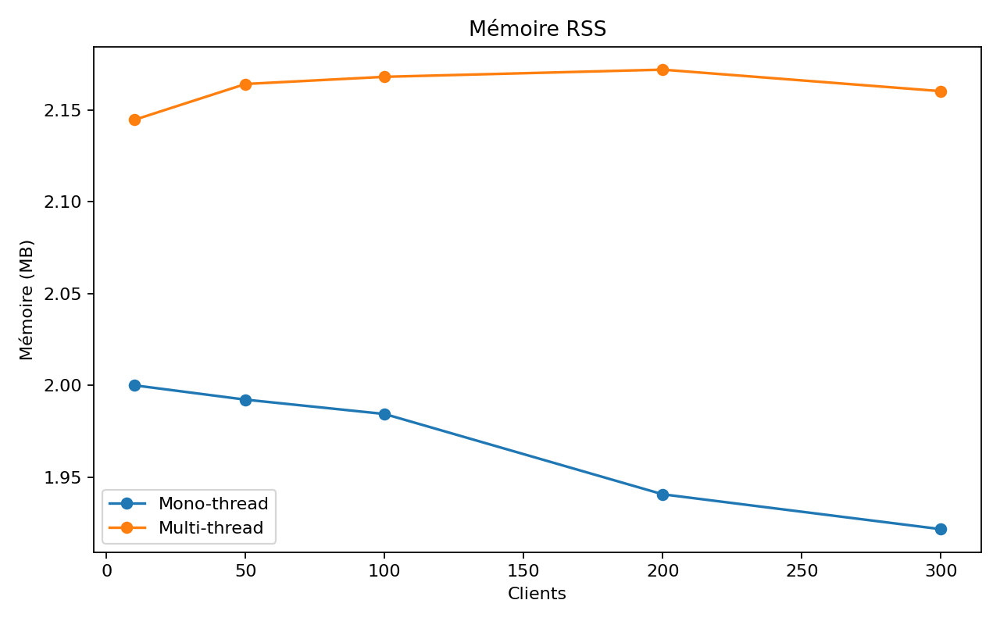 Mémoire RSS
Mémoire (MB)
2.15
2.10
2.05
2.00
1.95
Mono-thread
Multi-thread
0 50 100 150 200 250 300
Clients